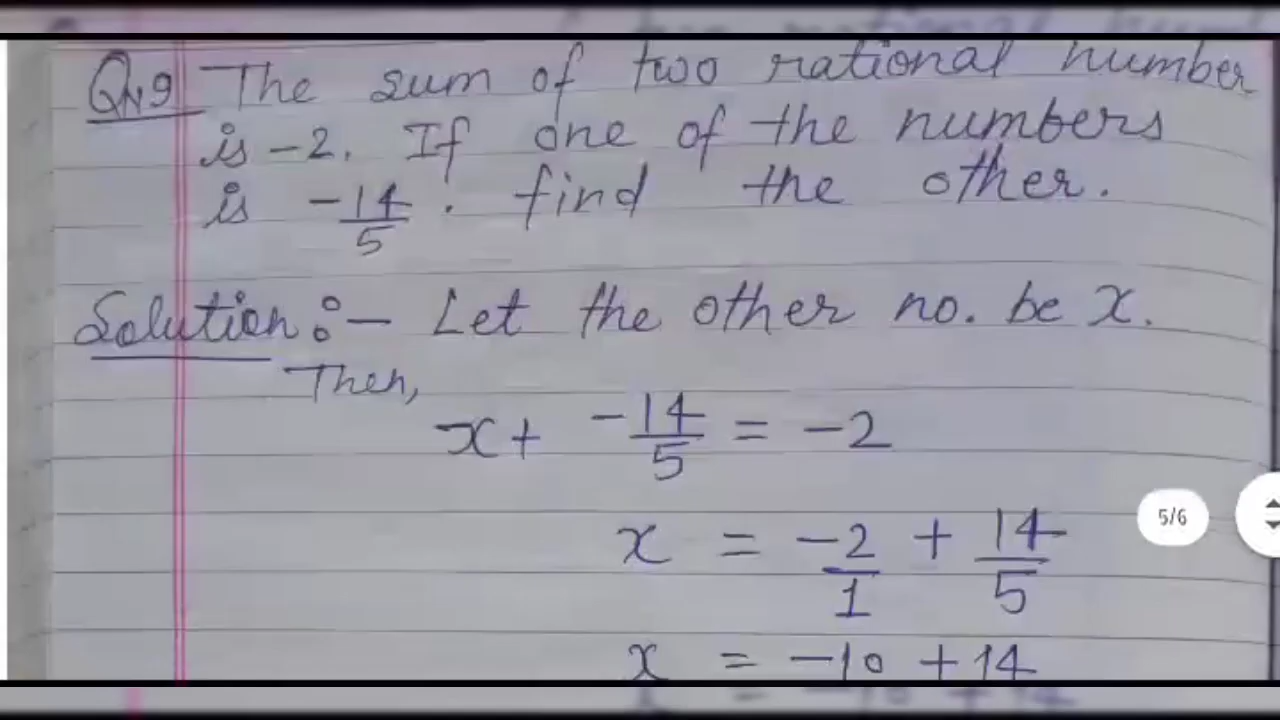 Q.N9 The sum of two rational number
is -2. If one of the numbers
is -14/5. find the other.
Solution:- Let the other no. be x.
Then,
x + -14/5 = -2
x = -2/1 + 14/5
5/6
x = -10 + 14